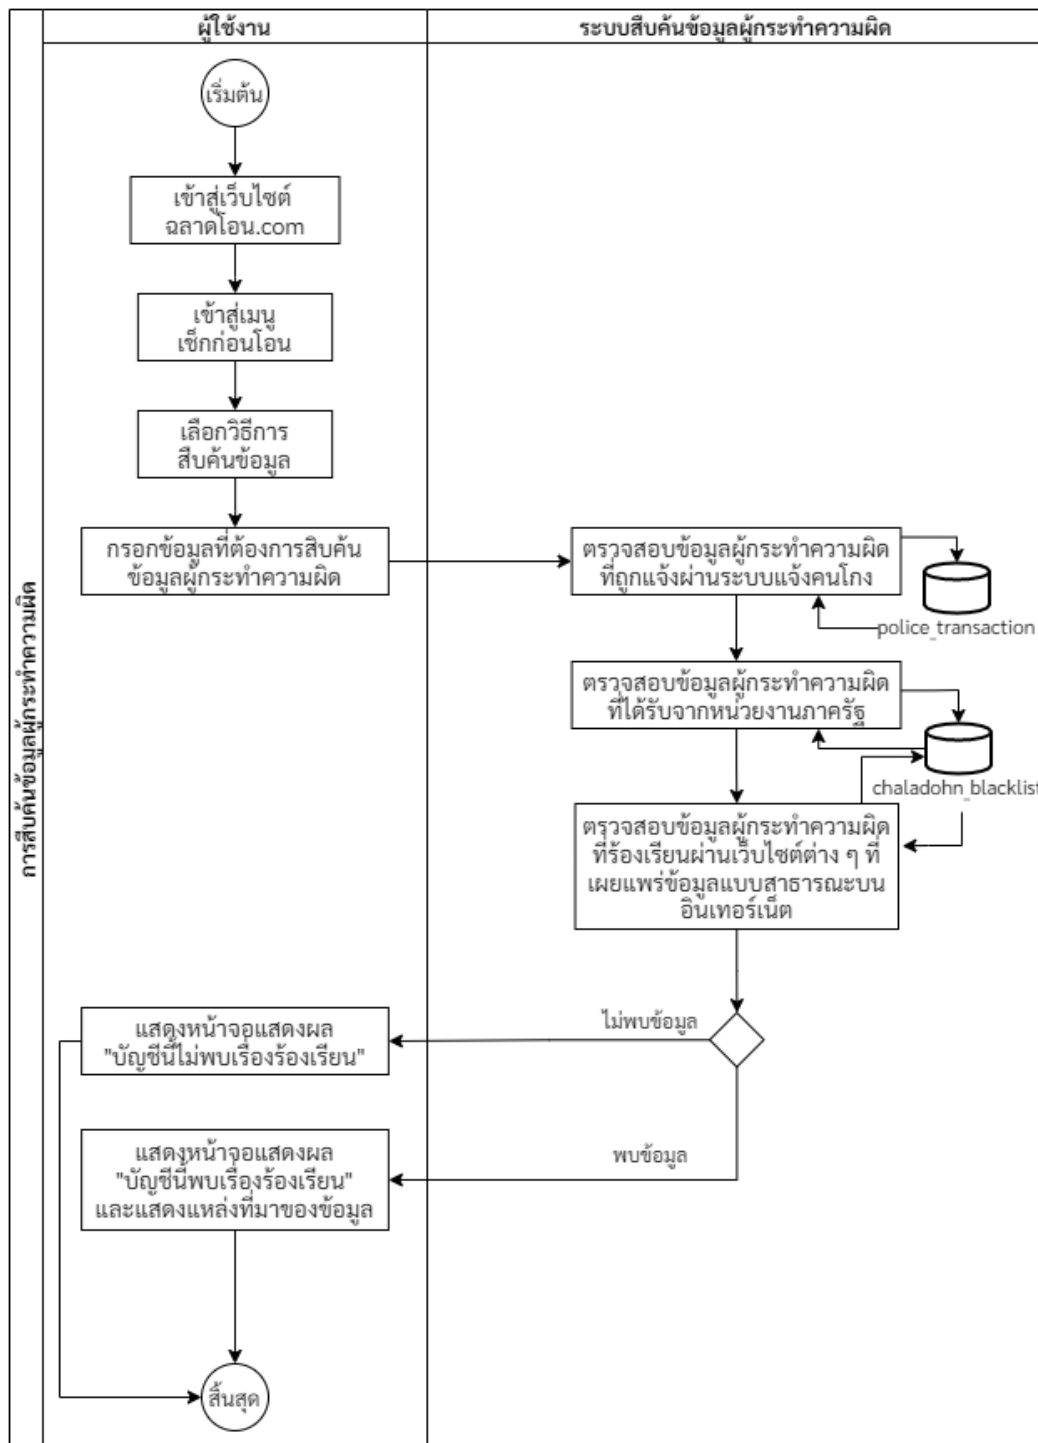 ผู้ใช้งาน
ระบบสืบค้นข้อมูลผู้กระทำความผิด
การสืบค้นข้อมูลผู้กระทำความผิด
เริ่มต้น
เข้าสู่เว็บไซต์
ฉลาดโอน.com
เข้าสู่เมนู
เช็กก่อนโอน
เลือกวิธีการ
สืบค้นข้อมูล
กรอกข้อมูลที่ต้องการสืบค้น
ข้อมูลผู้กระทำความผิด
ตรวจสอบข้อมูลผู้กระทำความผิด
ที่ถูกแจ้งผ่านระบบแจ้งคนโกง
police_transaction
ตรวจสอบข้อมูลผู้กระทำความผิด
ที่ได้รับจากหน่วยงานภาครัฐ
chaladohn_blacklist
ตรวจสอบข้อมูลผู้กระทำความผิด
ที่ร้องเรียนผ่านเว็บไซต์ต่าง ๆ ที่
เผยแพร่ข้อมูลแบบสาธารณะบน
อินเทอร์เน็ต
ไม่พบข้อมูล
แสดงหน้าจอแสดงผล
"บัญชีนี้ไม่พบเรื่องร้องเรียน"
พบข้อมูล
แสดงหน้าจอแสดงผล
"บัญชีนี้พบเรื่องร้องเรียน"
และแสดงแหล่งที่มาของข้อมูล
สิ้นสุด